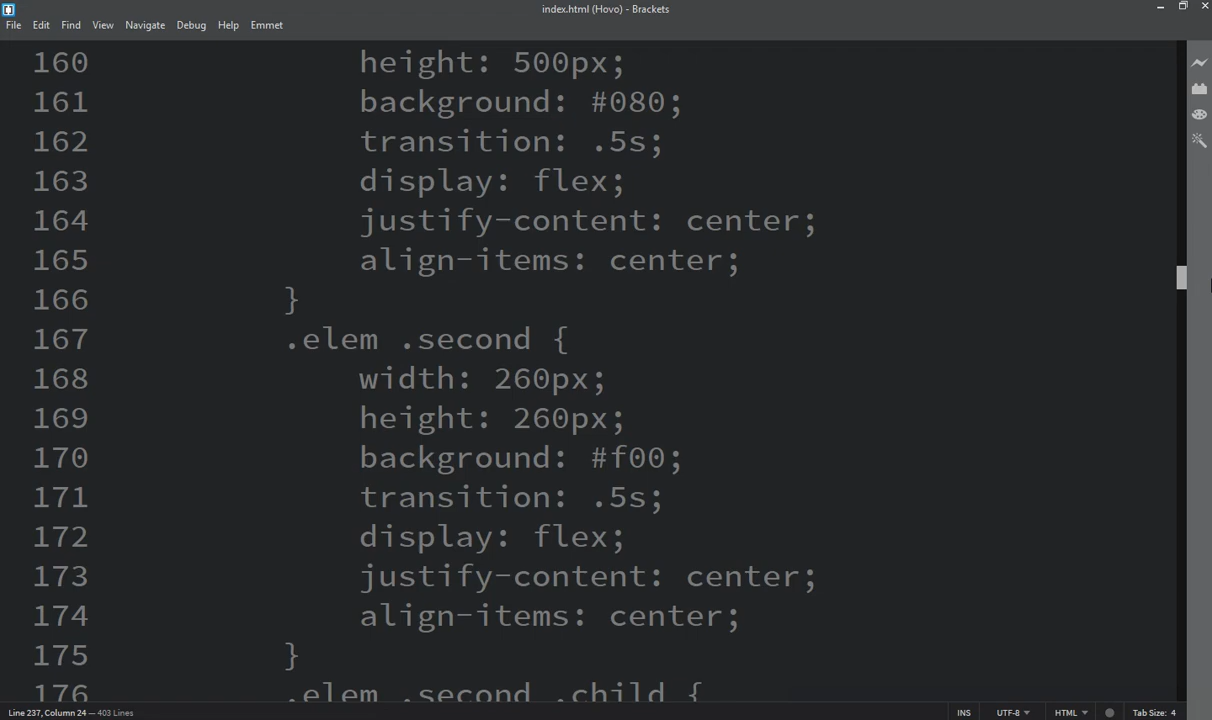 index.html (Hovo) - Brackets
File Edit Find View Navigate Debug Help Emmet
160 height: 500px;
161 background: #080;
162 transition: .5s;
163 display: flex;
164 justify-content: center;
165 align-items: center;
166 }
167 .elem .second {
168 width: 260px;
169 height: 260px;
170 background: #f00;
171 transition: .5s;
172 display: flex;
173 justify-content: center;
174 align-items: center;
175 }
176 .elem .second .child {
Line 237, Column 24 — 403 Lines INS UTF-8 HTML Tab Size: 4